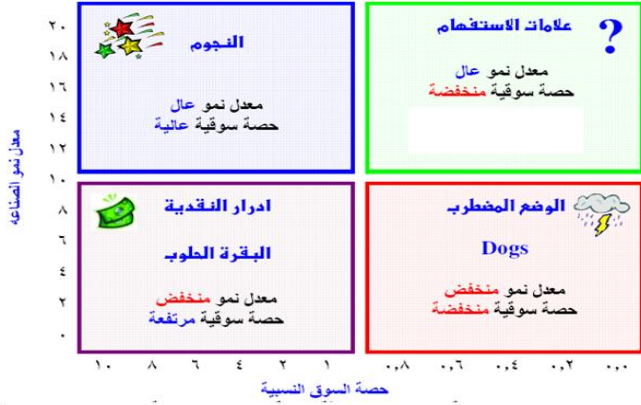 علامات الاستفهام ?
معدل نمو عال
حصة سوقية منخفضة
النجوم
معدل نمو عال
حصة سوقية عالية
الوضع المضطرب
Dogs
معدل نمو منخفض
حصة سوقية منخفضة
ادرار النقدية
البقرة الحلوب
معدل نمو منخفض
حصة سوقية مرتفعة
معدل نمو الصناعه
٢٠
١٨
١٦
١٤
١٢
١٠
٨
٦
٤
٢
٠
١٠ ٨ ٦ ٤ ٢ ١ ٠,٨ ٠,٦ ٠,٤ ٠,٢ ٠,٠
حصة السوق النسبية